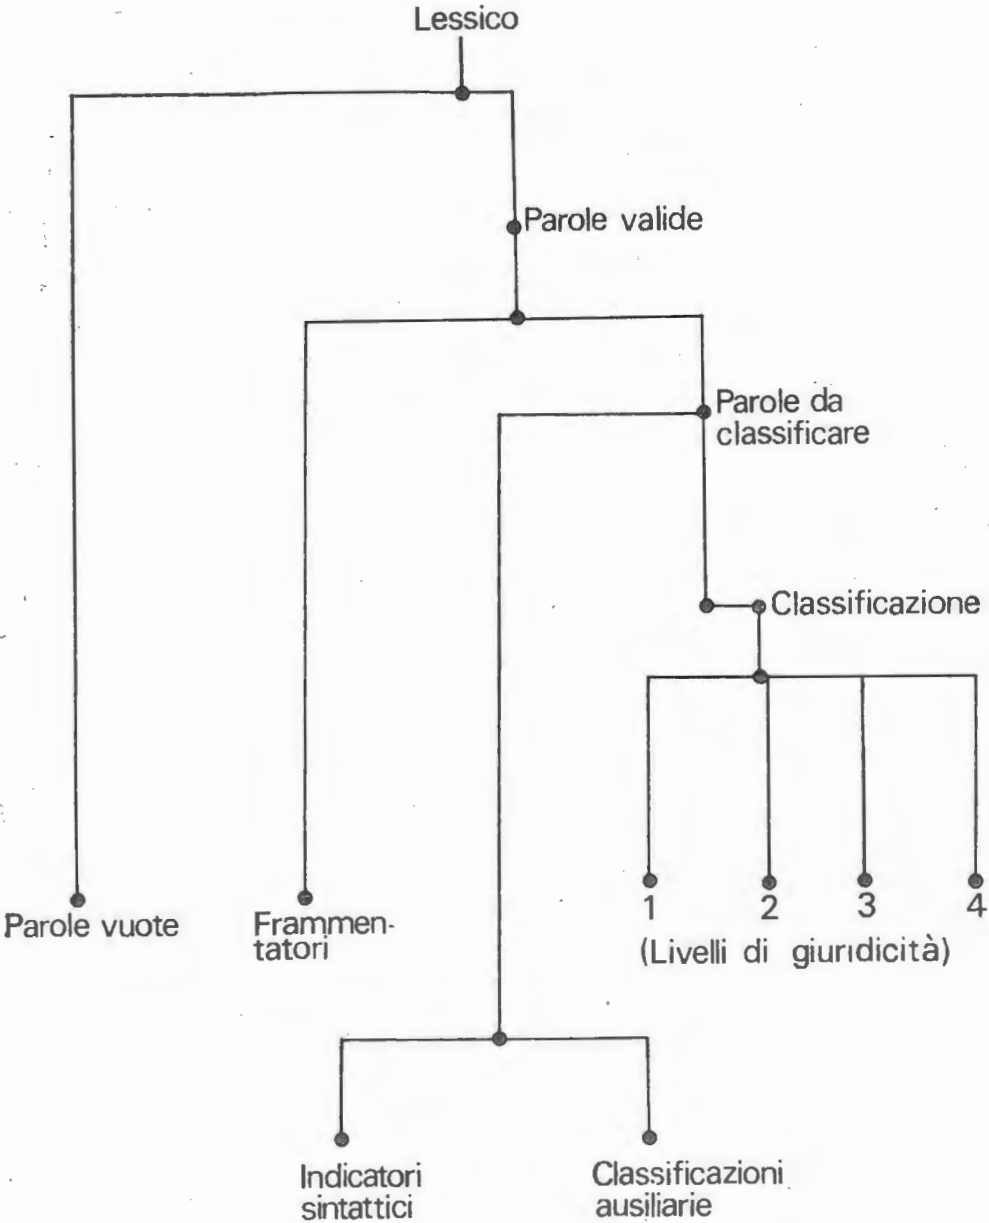 Lessico
Parole valide
Parole da
classificare
Classificazione
1 2 3 4
(Livelli di giuridicità)
Parole vuote
Frammen-
tatori
Indicatori
sintattici
Classificazioni
ausiliarie